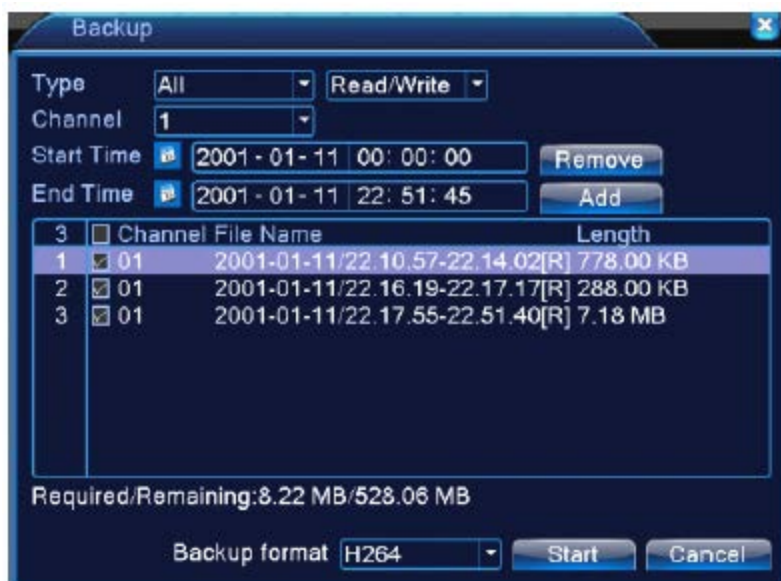 Backup
Type All Read/Write
Channel 1
Start Time 2001-01-11 00:00:00 Remove
End Time 2001-01-11 22:51:45 Add
3 Channel File Name Length
1 01 2001-01-11/22.10.57-22.14.02[R] 778.00 KB
2 01 2001-01-11/22.16.19-22.17.17[R] 288.00 KB
3 01 2001-01-11/22.17.55-22.51.40[R] 7.18 MB
Required/Remaining:8.22 MB/528.06 MB
Backup format H264 Start Cancel